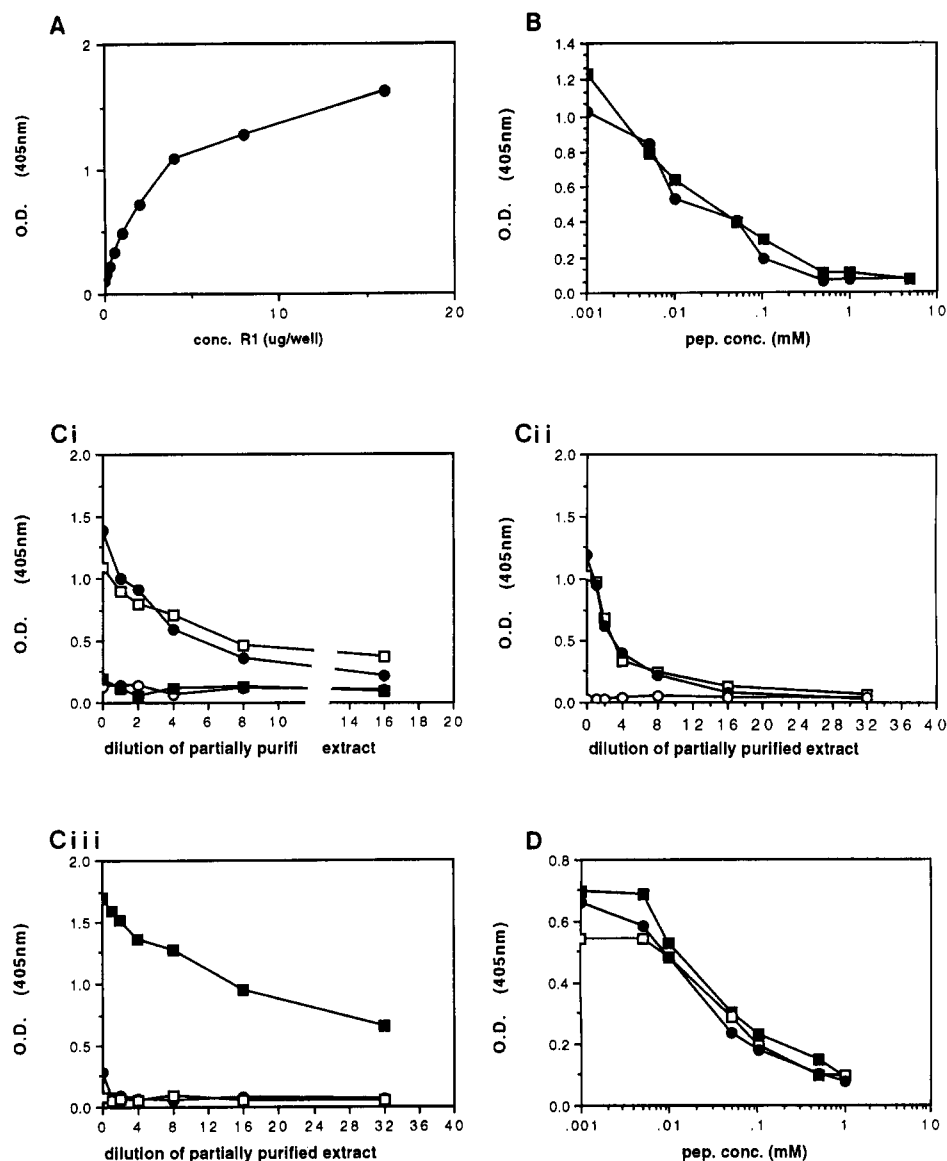 A
2
1
0
0
10
20
O.D. (405nm)
conc. R1 (ug/well)
B
1.4
1.2
1.0
0.8
0.6
0.4
0.2
0.0
.001
.01
.1
1
10
O.D. (405nm)
pep. conc. (mM)
Ci
2.0
1.5
1.0
0.5
0.0
0 2 4 6 8 10 14 16 18 20
O.D. (405nm)
dilution of partially purifi extract
Cii
2.0
1.5
1.0
0.5
0.0
0 4 8 12 16 20 24 28 32 36 40
O.D. (405nm)
dilution of partially purified extract
Ciii
2.0
1.5
1.0
0.5
0.0
0 4 8 12 16 20 24 28 32 36 40
O.D. (405nm)
dilution of partially purified extract
D
0.8
0.6
0.4
0.2
0.0
.001
.01
.1
1
10
O.D. (405nm)
pep. conc. (mM)